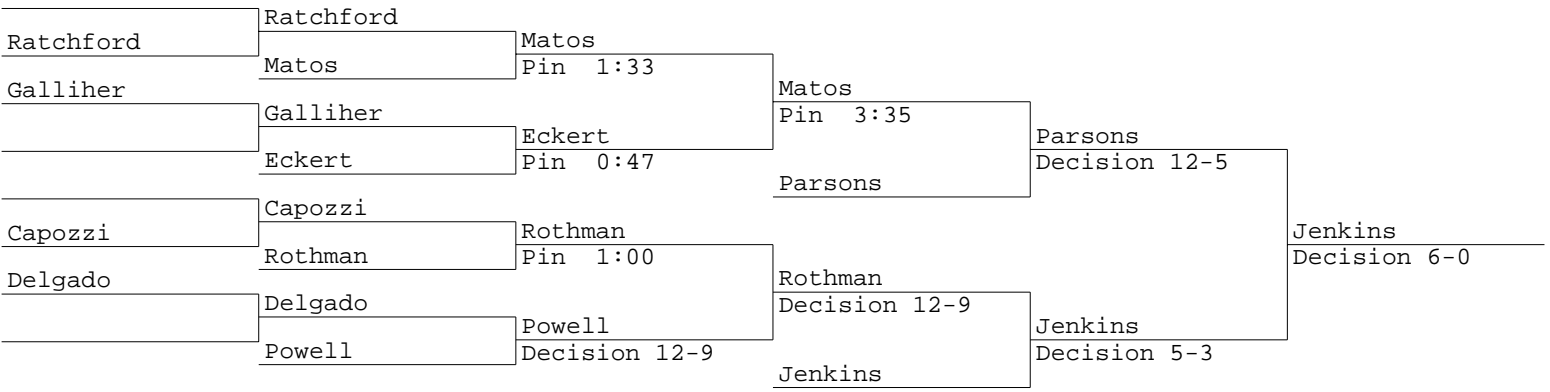 Ratchford
Ratchford
Matos
Matos
Pin 1:33
Galliher
Matos
Galliher
Pin 3:35
Eckert
Parsons
Eckert
Pin 0:47
Decision 12-5
Parsons
Capozzi
Capozzi
Rothman
Jenkins
Rothman
Pin 1:00
Decision 6-0
Delgado
Rothman
Delgado
Decision 12-9
Powell
Jenkins
Powell
Decision 12-9
Decision 5-3
Jenkins